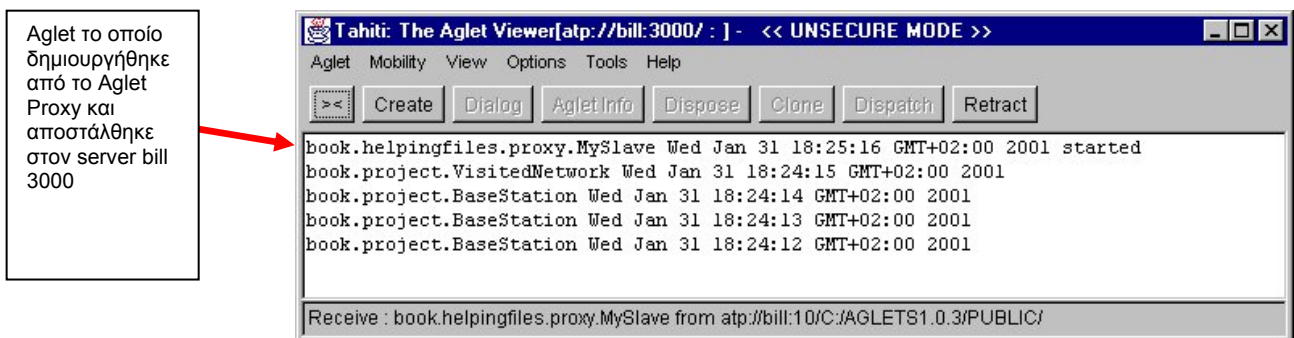 Aglet το οποίο
δημιουργήθηκε
από το Aglet
Proxy και
αποστάλθηκε
στον server bill
3000
Tahiti: The Aglet Viewer[atp://bill:3000/ : ] - << UNSECURE MODE >>
Aglet Mobility View Options Tools Help
>< Create Dialog AgletInfo Dispose Clone Dispatch Retract
book.helpingfiles.proxy.MySlave Wed Jan 31 18:25:16 GMT+02:00 2001 started
book.project.VisitedNetwork Wed Jan 31 18:24:15 GMT+02:00 2001
book.project.BaseStation Wed Jan 31 18:24:14 GMT+02:00 2001
book.project.BaseStation Wed Jan 31 18:24:13 GMT+02:00 2001
book.project.BaseStation Wed Jan 31 18:24:12 GMT+02:00 2001
Receive : book.helpingfiles.proxy.MySlave from atp://bill:10/C:/AGLETS1.0.3/PUBLIC/